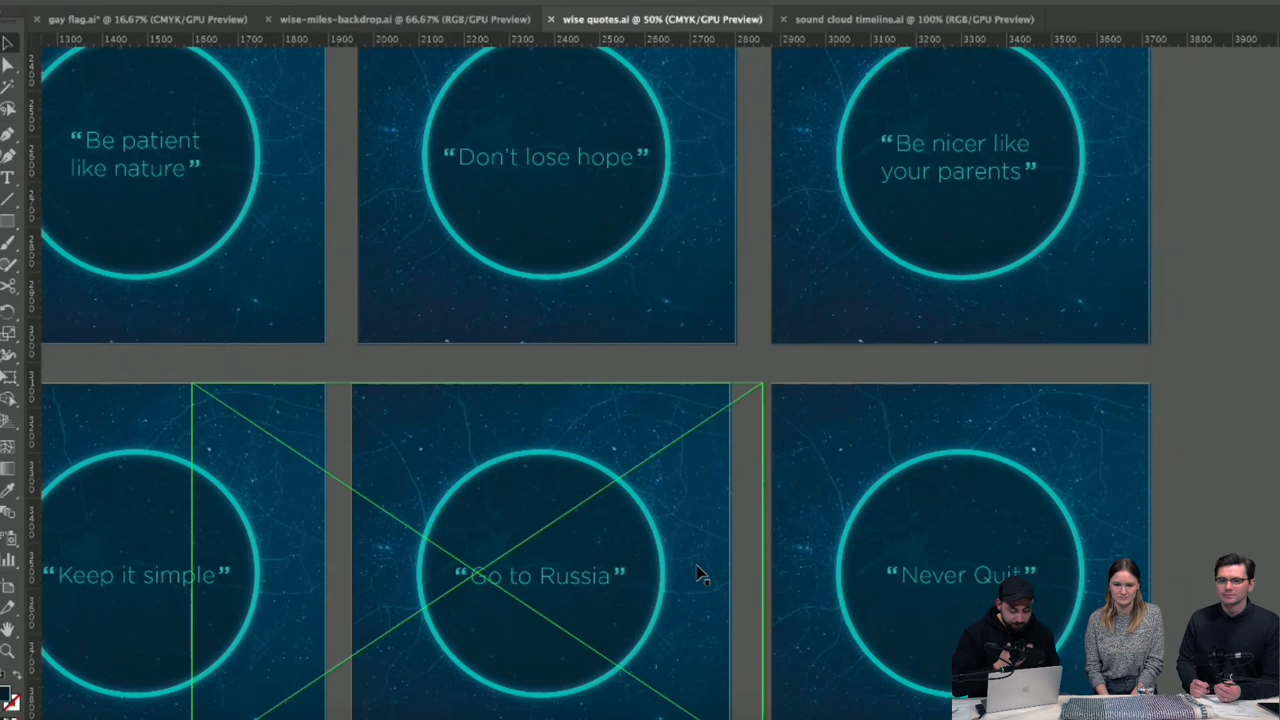 gay flag.ai* @ 16.67% (CMYK/GPU Preview)
wise-miles-backdrop.ai @ 66.67% (RGB/GPU Preview)
wise quotes.ai @ 50% (CMYK/GPU Preview)
sound cloud timeline.ai @ 100% (RGB/GPU Preview)
1300 1400 1500 1600 1700 1800 1900 2000 2100 2200 2300 2400 2500 2600 2700 2800 2900 3000 3100 3200 3300 3400 3500 3600 3700 3800 3900
“Be patient
like nature”
“Don’t lose hope”
“Be nicer like
your parents”
“Keep it simple”
“Go to Russia”
“Never Quit”